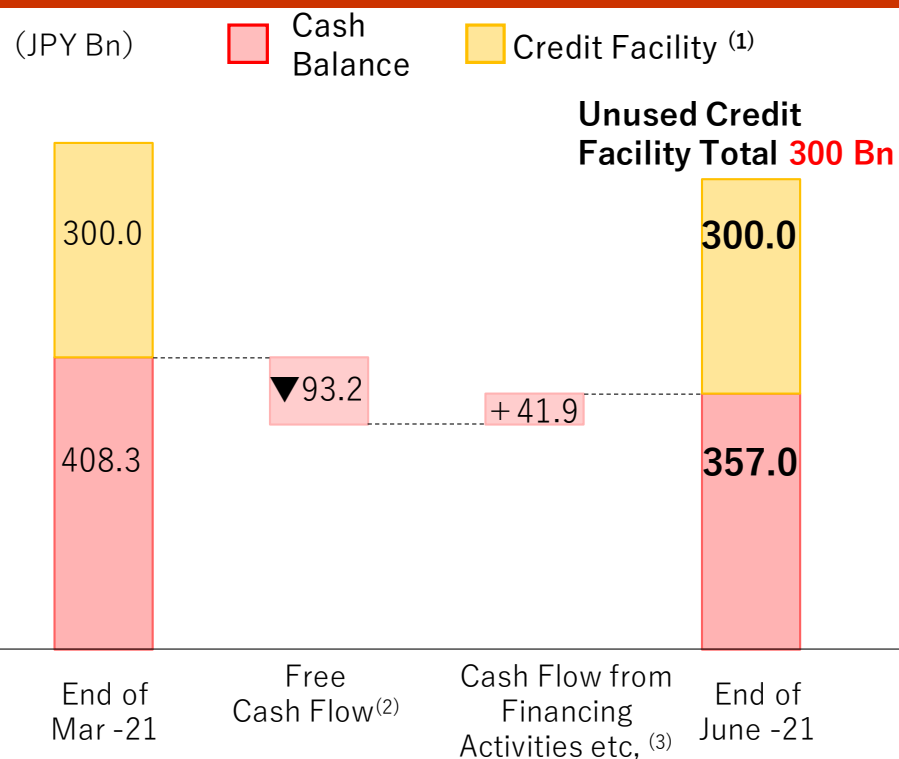 （JPY Bn）
Cash
Balance
Credit Facility (1)
Unused Credit
Facility Total 300 Bn
300.0
300.0
▼93.2
+41.9
408.3
357.0
End of
Mar -21
Free
Cash Flow(2)
Cash Flow from
Financing
Activities etc, (3)
End of
June -21